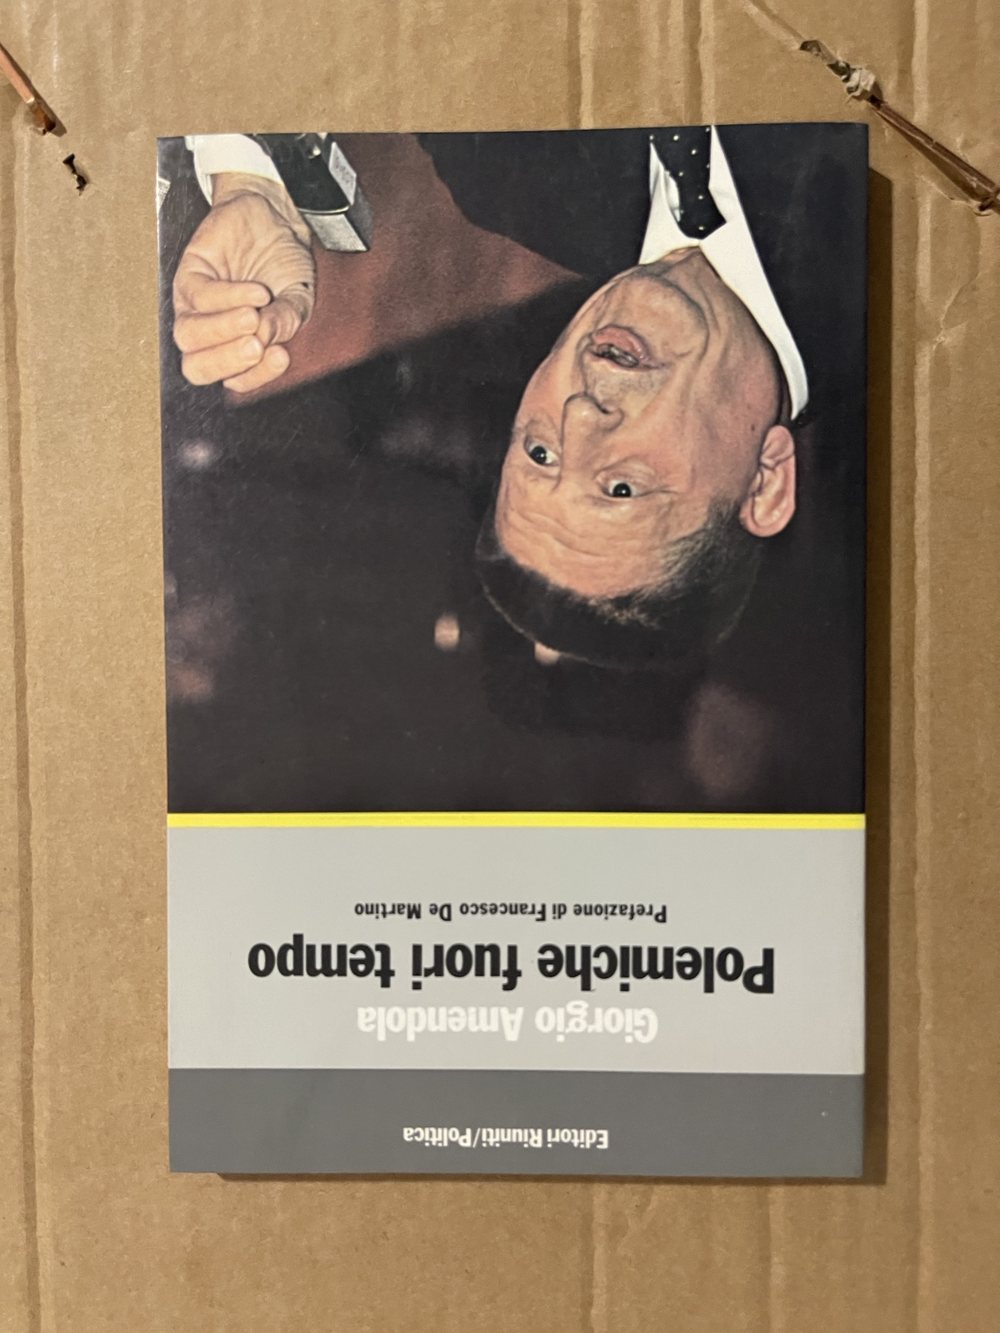 Editori Riuniti/Politica
Giorgio Amendola
Polemiche fuori tempo
Prefazione di Francesco De Martino